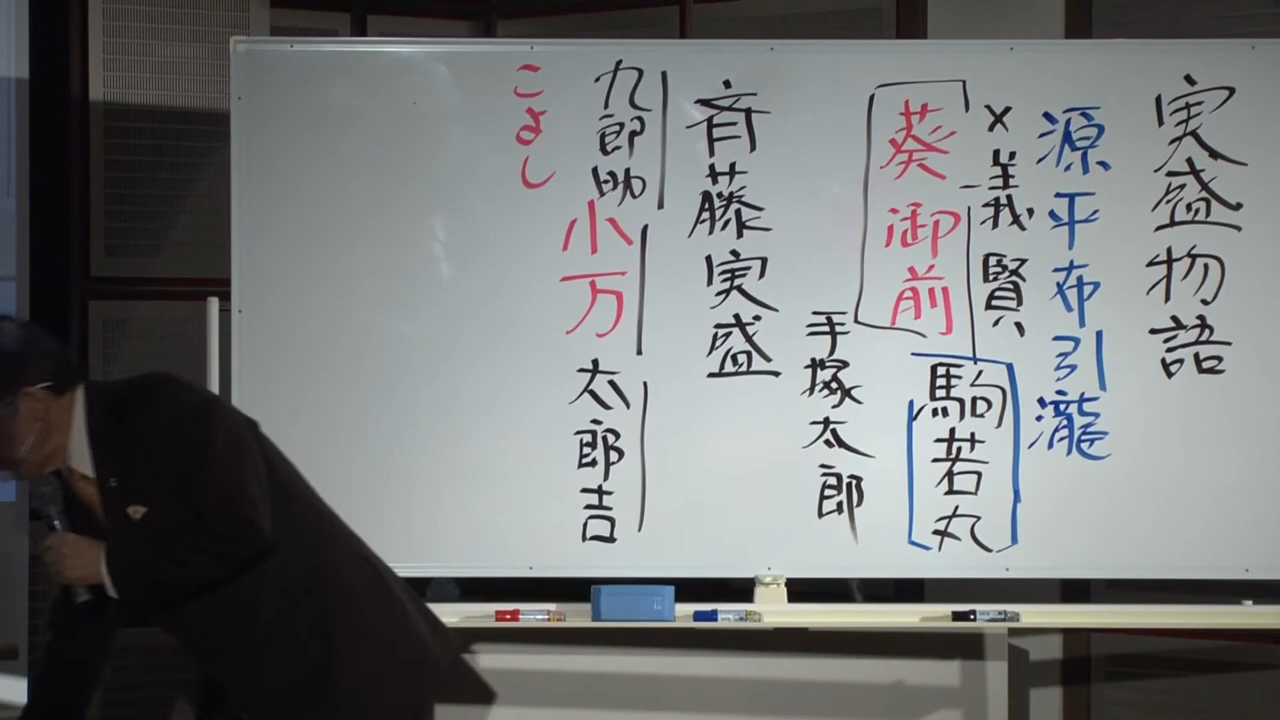 実盛物語
源平布引瀧
×義賢
葵御前
駒若丸
手塚太郎
斉藤実盛
九郎助
小万
太郎吉
こよし